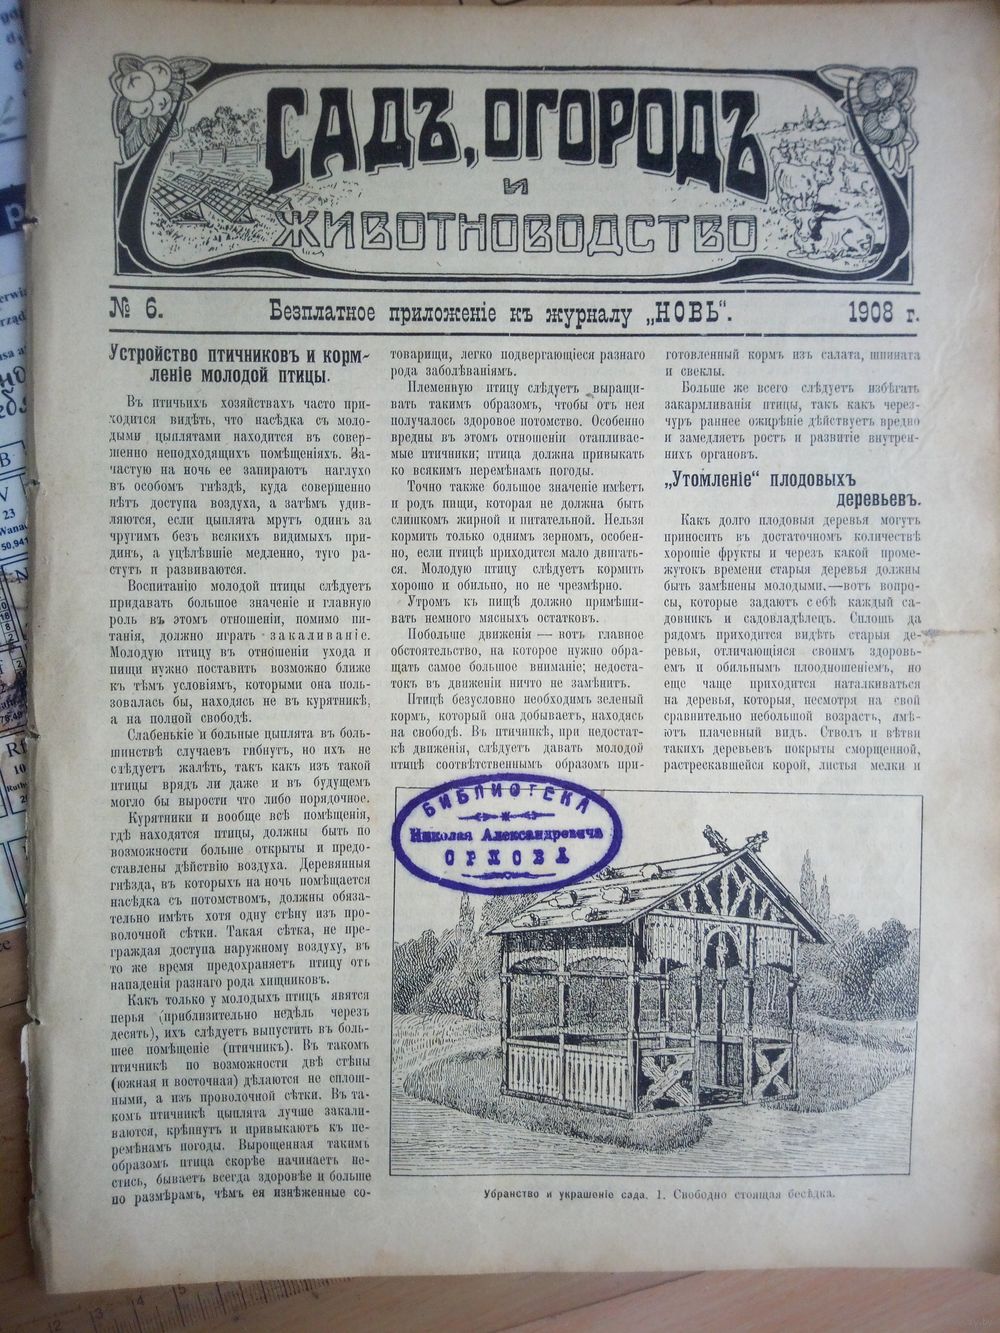 САДЪ, ОГОРОДЪ
и
ЖИВОТНОВОДСТВО
№ 6.
Безплатное приложеніе къ журналу „НОВЬ“.
1908 г.
Устройство птичниковъ и корм-
леніе молодой птицы.
Въ птичьихъ хозяйствахъ часто при-
ходится видѣть, что насѣдка съ моло-
дыми цыплятами находится въ совер-
шенно неподходящихъ помѣщеніяхъ. За-
частую на ночь ее запираютъ наглухо
въ особомъ гнѣздѣ, куда совершенно
нѣтъ доступа воздуха, а затѣмъ удив-
ляются, если цыплята мрутъ одинъ за
другимъ безъ всякихъ видимыхъ при-
чинъ, а уцѣлѣвшіе медленно, туго ра-
стутъ и развиваются.
Воспитанію молодой птицы слѣдуетъ
придавать большое значеніе и главную
роль въ этомъ отношеніи, помимо пи-
танія, должно играть закаливаніе.
Молодую птицу въ отношеніи ухода и
пищи нужно поставить возможно ближе
къ тѣмъ условіямъ, которыми она поль-
зовалась бы, находясь не въ курятникѣ,
а на полной свободѣ.
Слабенькіе и больные цыплята въ боль-
шинствѣ случаевъ гибнутъ, но ихъ не
слѣдуетъ жалѣть, такъ какъ изъ такой
птицы врядъ ли даже и въ будущемъ
могло бы вырости что либо порядочное.
Курятники и вообще всѣ помѣщенія,
гдѣ находятся птицы, должны быть по
возможности больше открыты и предо-
ставлены дѣйствію воздуха. Деревянныя
гнѣзда, въ которыхъ на ночь помѣщается
насѣдка съ потомствомъ, должны обяза-
тельно имѣть хотя одну стѣну изъ про-
волочной сѣтки. Такая сѣтка, не пре-
граждая доступа наружному воздуху, въ
то же время предохраняетъ птицу отъ
нападенія разнаго рода хищниковъ.
Какъ только у молодыхъ птицъ явятся
перья (приблизительно недѣль черезъ
десять), ихъ слѣдуетъ выпустить въ боль-
шее помѣщеніе (птичникъ). Въ такомъ
птичникѣ по возможности двѣ стѣны
(южная и восточная) дѣлаются не сплош-
ными, а изъ проволочной сѣтки. Въ та-
комъ птичникѣ цыплята лучше закали-
ваются, крѣпнутъ и привыкаютъ къ пе-
ремѣнамъ погоды. Вырощенная такимъ
образомъ птица скорѣе начинаетъ не-
стись, бываетъ всегда здоровѣе и больше
по размѣрамъ, чѣмъ ея изнѣженные со-
товарищи, легко подвергающіеся разнаго
рода заболѣваніямъ.
Племенную птицу слѣдуетъ выращи-
вать такимъ образомъ, чтобы отъ нея
получалось здоровое потомство. Особенно
вредны въ этомъ отношеніи отапливае-
мые птичники; птица должна привыкать
ко всякимъ перемѣнамъ погоды.
Точно также большое значеніе имѣетъ
и родъ пищи, которая не должна быть
слишкомъ жирной и питательной. Нельзя
кормить только однимъ зерномъ, особен-
но, если птицѣ приходится мало двигать-
ся. Молодую птицу слѣдуетъ кормить
хорошо и обильно, но не чрезмѣрно.
Утромъ къ пищѣ должно примѣши-
вать немного мясныхъ остатковъ.
Побольше движенія — вотъ главное
обстоятельство, на которое нужно обра-
щать самое большое вниманіе; недоста-
токъ въ движеніи ничто не замѣнитъ.
Птицѣ безусловно необходимъ зеленый
кормъ, который она добываетъ, находясь
на свободѣ. Въ птичникѣ, при недостат-
кѣ движенія, слѣдуетъ давать молодой
птицѣ соотвѣтственнымъ образомъ при-
готовленный кормъ изъ салата, шпината
и свеклы.
Больше же всего слѣдуетъ избѣгать
закармливанія птицы, такъ какъ через-
чуръ раннее ожирѣніе дѣйствуетъ вредно
и замедляетъ ростъ и развитіе внутрен-
нихъ органовъ.
„Утомленіе“ плодовыхъ
деревьевъ.
Какъ долго плодовыя деревья могутъ
приносить въ достаточномъ количествѣ
хорошіе фрукты и черезъ какой проме-
жутокъ времени старыя деревья должны
быть замѣнены молодыми,—вотъ вопро-
сы, которые задаютъ себѣ каждый са-
довникъ и садовладѣлецъ. Сплошь да
рядомъ приходится видѣть старыя де-
ревья, отличающіяся своимъ здоровь-
емъ и обильнымъ плодоношеніемъ, но
еще чаще приходится наталкиваться
на деревья, которыя, несмотря на свой
сравнительно небольшой возрастъ, имѣ-
ютъ плачевный видъ. Стволъ и вѣтви
такихъ деревьевъ покрыты сморщенной,
растрескавшейся корой, листья мелки и
БИБЛИОТЕКА
Николая Александровича
ОРЛОВА
Убранство и украшеніе сада. 1. Свободно стоящая бесѣдка.